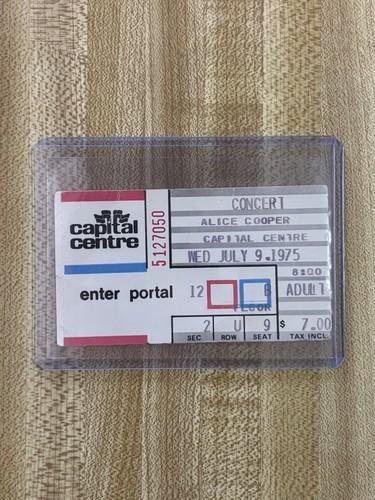 CONCERT
ALICE COOPER
CAPITAL CENTRE
WED JULY 9.1975
8:00
ADULT
capital
centre
5127050
enter portal 12 B
FLOOR
2 U 9 $ 7.00
SEC ROW SEAT TAX INCL.